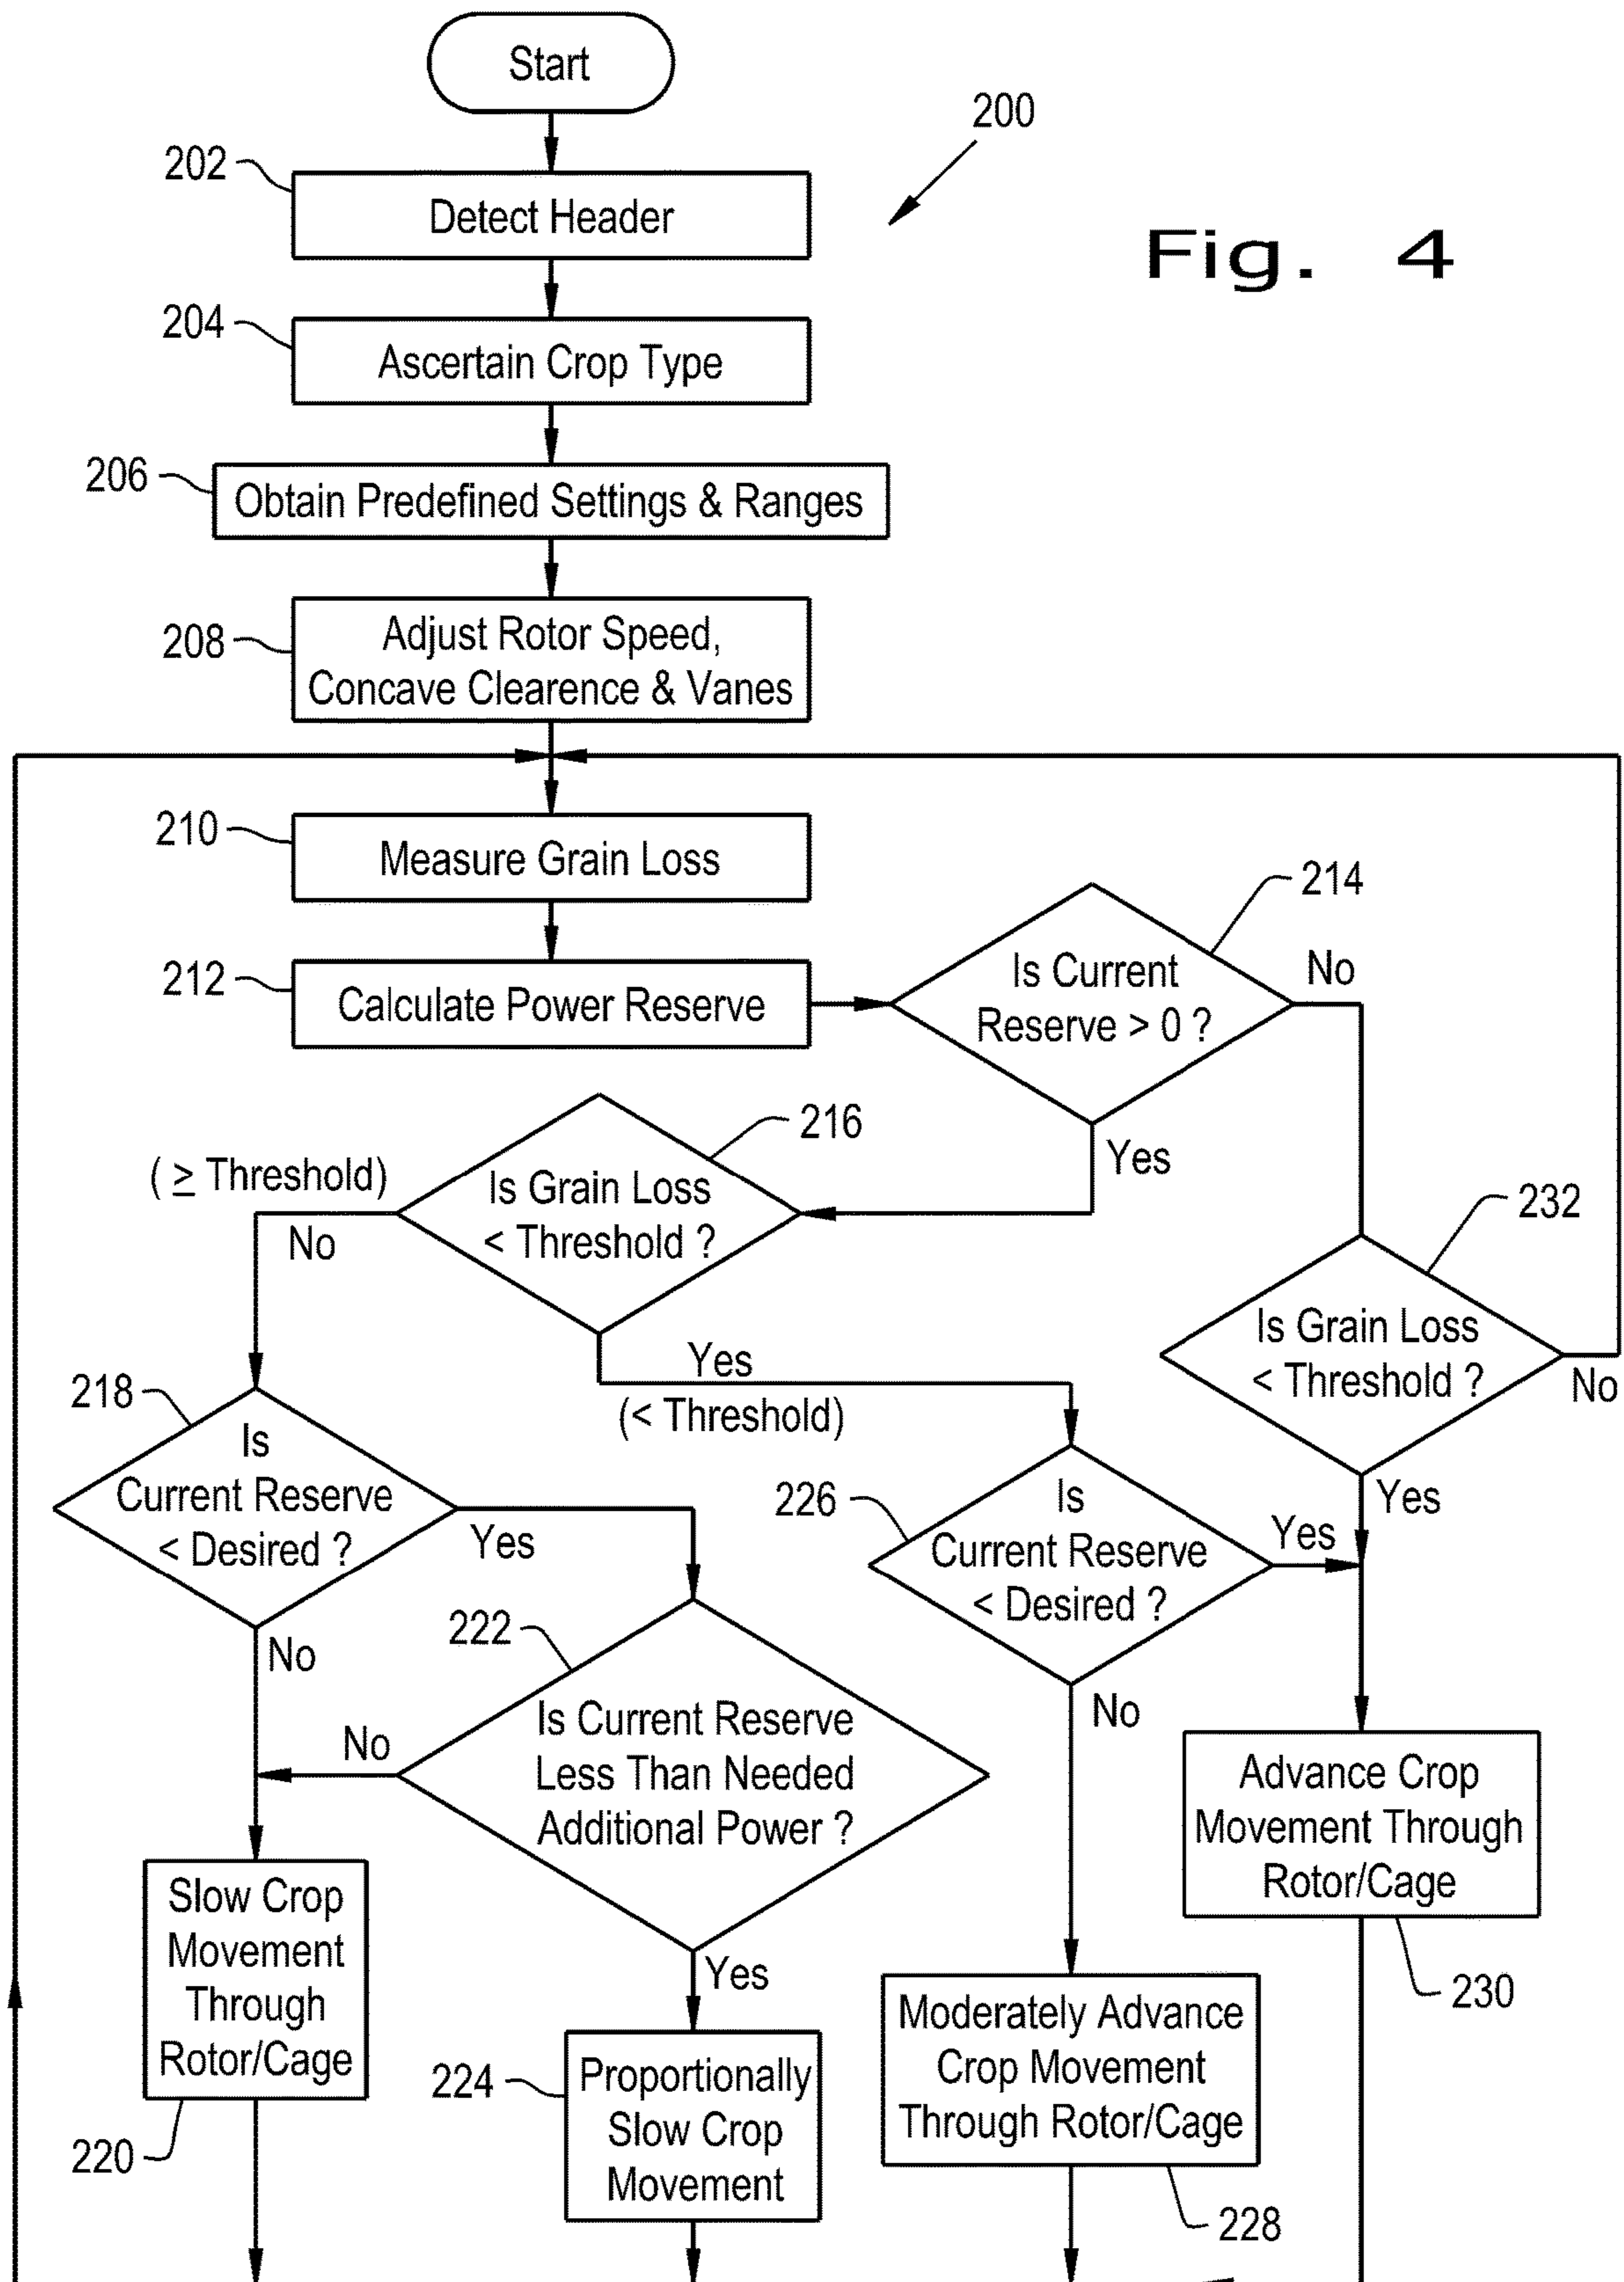 Start
200
202
Detect Header
Fig. 4
204
Ascertain Crop Type
206
Obtain Predefined Settings & Ranges
208
Adjust Rotor Speed,
Concave Clearence & Vanes
210
Measure Grain Loss
214
212
Calculate Power Reserve
Is Current
Reserve > 0 ?
No
Yes
216
( ≥ Threshold)
Is Grain Loss
< Threshold ?
No
Yes
(< Threshold)
232
Is Grain Loss
< Threshold ?
No
Yes
218
Is
Current Reserve
< Desired ?
Yes
No
226
Is
Current Reserve
< Desired ?
Yes
No
222
Is Current Reserve
Less Than Needed
Additional Power ?
No
Yes
Advance Crop
Movement Through
Rotor/Cage
230
Slow Crop
Movement
Through
Rotor/Cage
220
224
Proportionally
Slow Crop
Movement
Moderately Advance
Crop Movement
Through Rotor/Cage
228